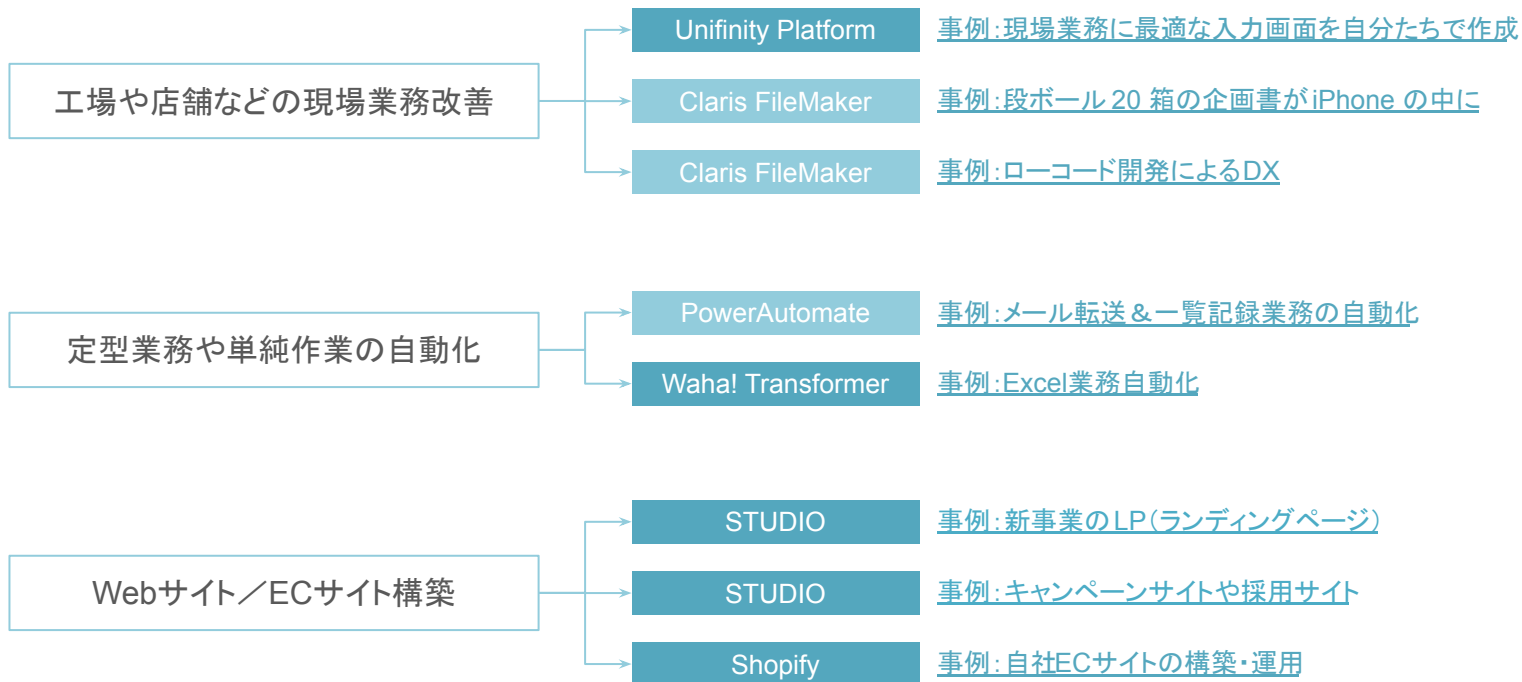 工場や店舗などの現場業務改善
Unifinity Platform
事例：現場業務に最適な入力画面を自分たちで作成
Claris FileMaker
事例：段ボール 20 箱の企画書が iPhone の中に
Claris FileMaker
事例：ローコード開発によるDX
定型業務や単純作業の自動化
PowerAutomate
事例：メール転送＆一覧記録業務の自動化
Waha! Transformer
事例：Excel業務自動化
Webサイト／ECサイト構築
STUDIO
事例：新事業のLP（ランディングページ）
STUDIO
事例：キャンペーンサイトや採用サイト
Shopify
事例：自社ECサイトの構築・運用